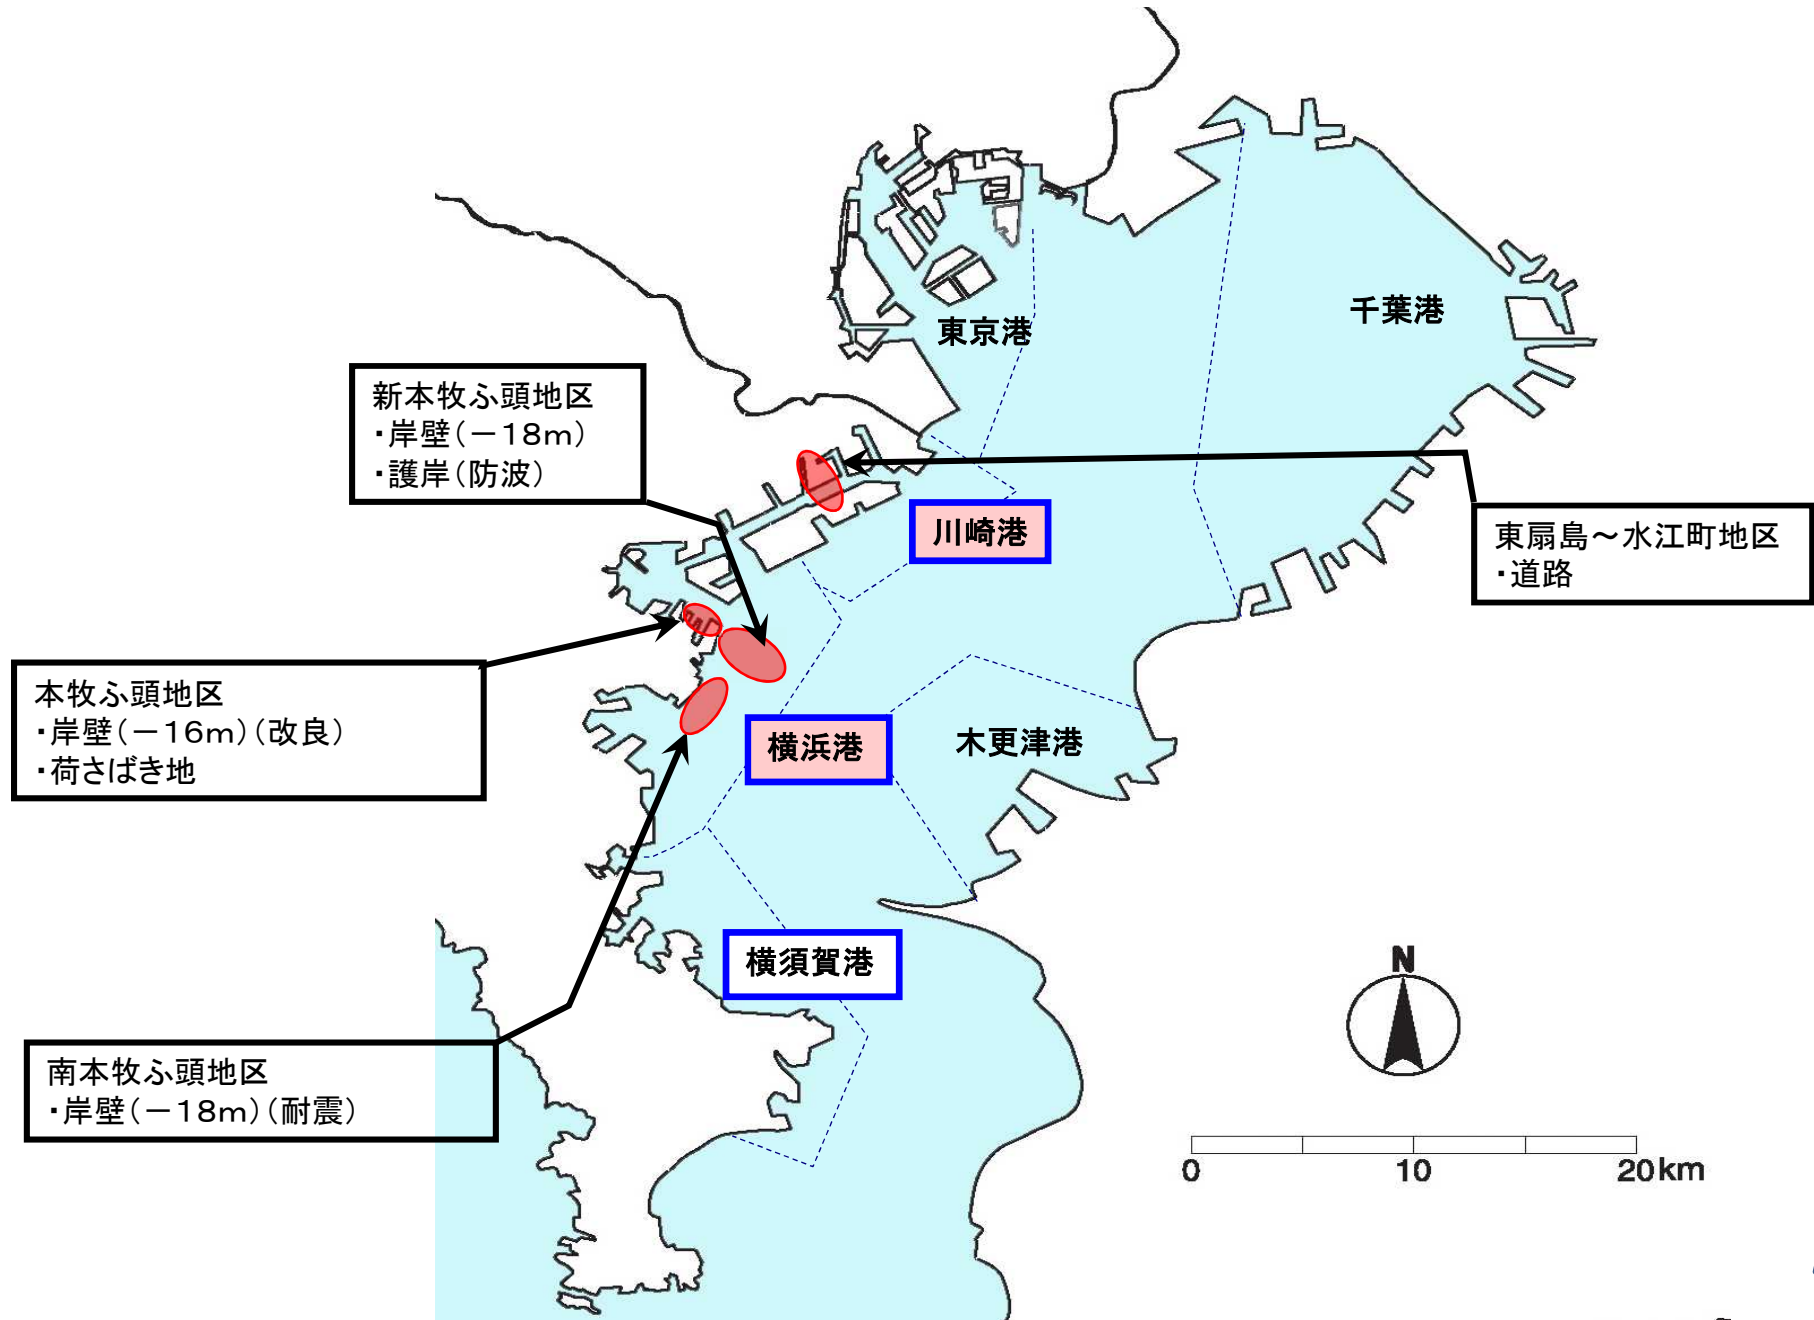 千葉港
東京港
新本牧ふ頭地区
・岸壁(－18m)
・護岸(防波)
川崎港
東扇島～水江町地区
・道路
本牧ふ頭地区
・岸壁(－16m)(改良)
・荷さばき地
横浜港
木更津港
横須賀港
N
南本牧ふ頭地区
・岸壁(－18m)(耐震)
0 10 20km